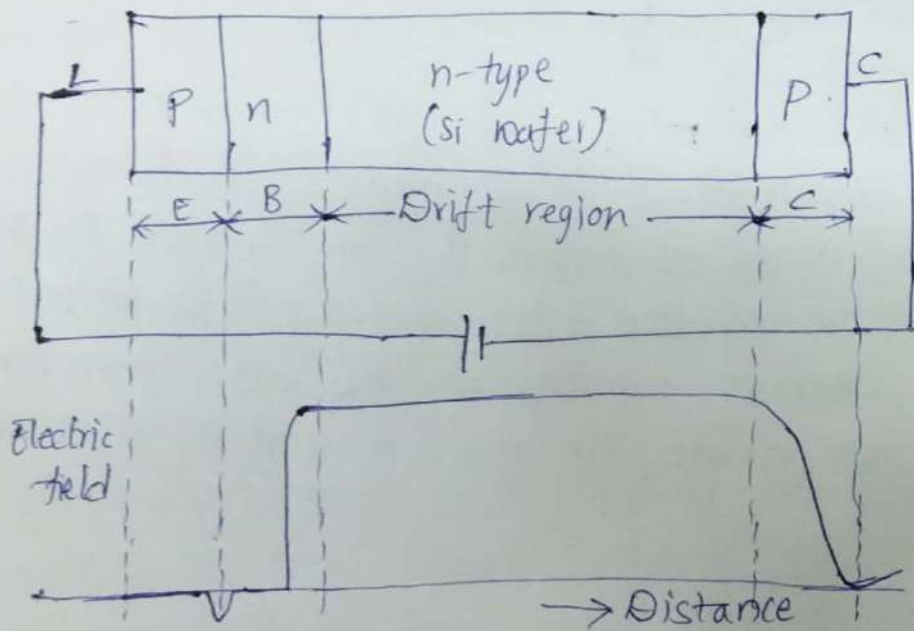 L P n n-type P C
(si wafer)
E B Drift region C
Electric
field
→ Distance